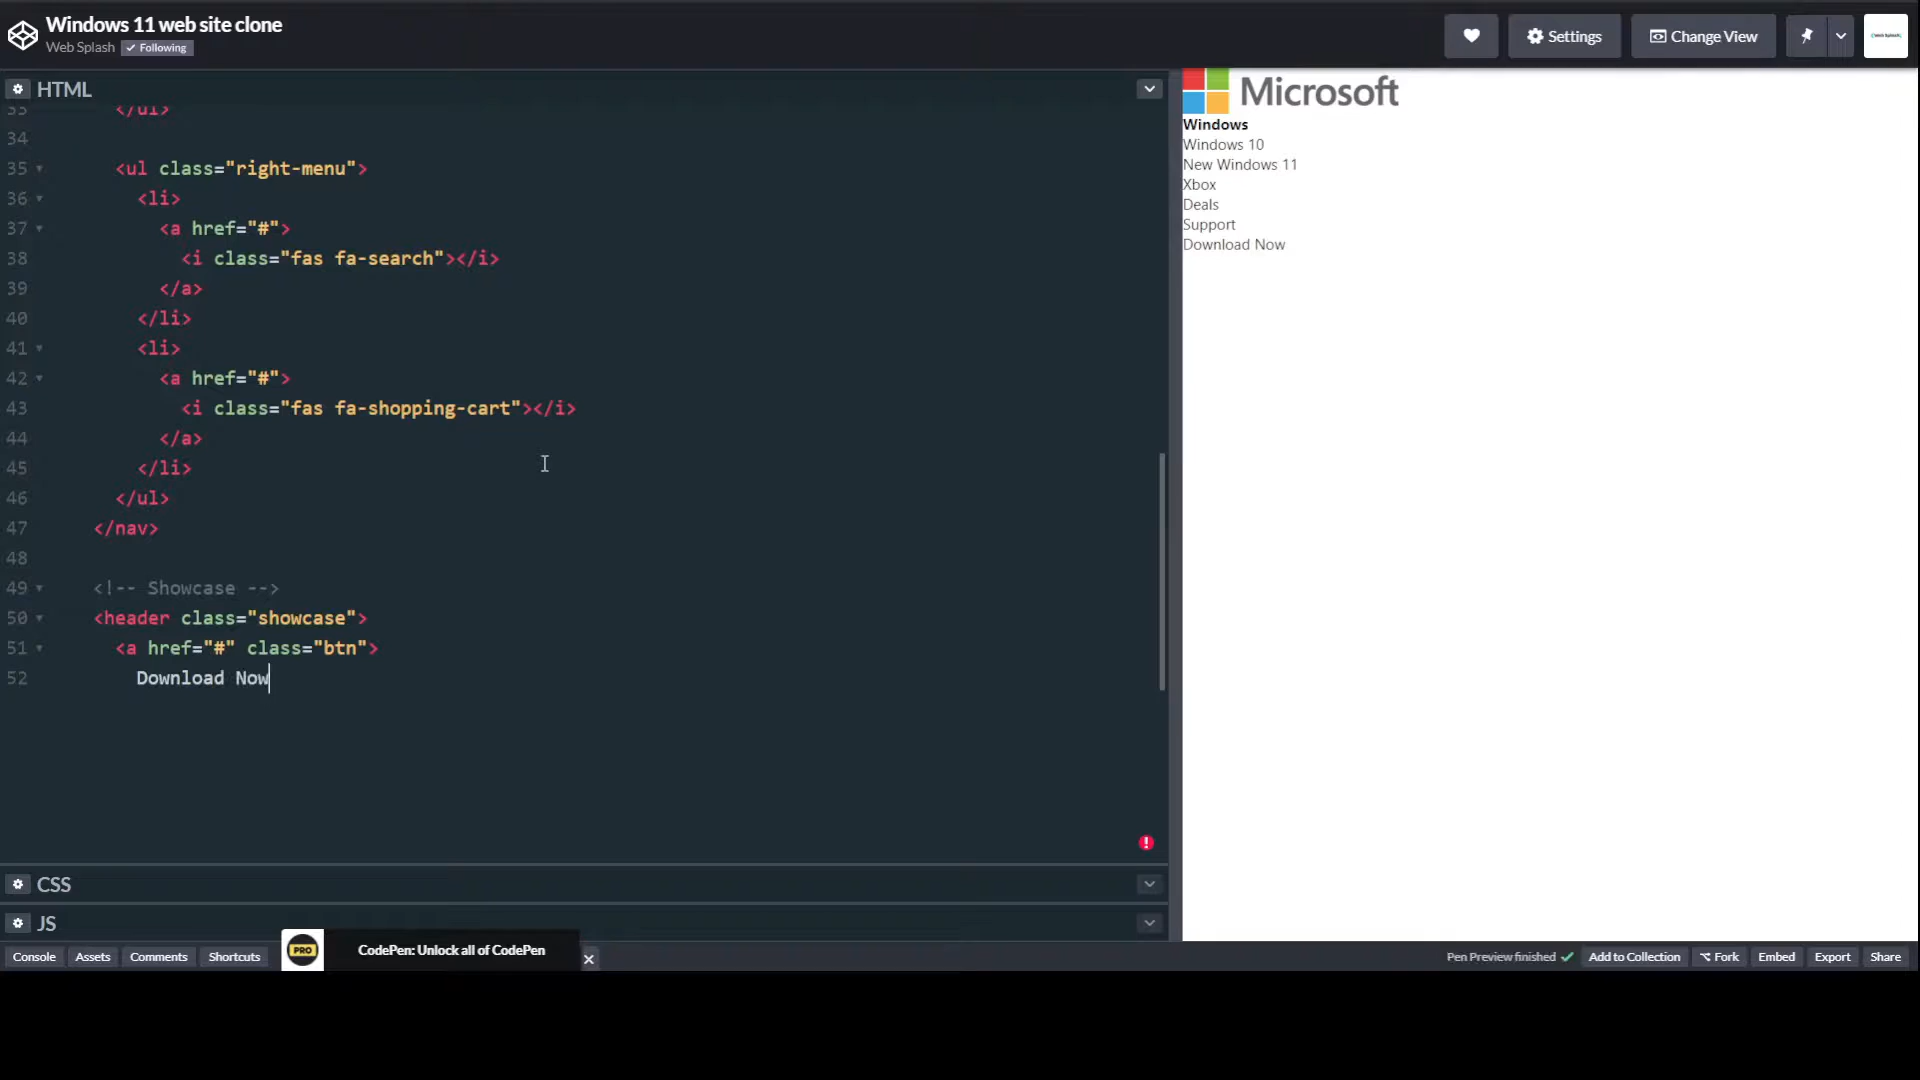 Windows 11 web site clone
Web Splash
✓ Following
Settings
Change View
HTML
33 </ul>
34
35 <ul class="right-menu">
36 <li>
37 <a href="#">
38 <i class="fas fa-search"></i>
39 </a>
40 </li>
41 <li>
42 <a href="#">
43 <i class="fas fa-shopping-cart"></i>
44 </a>
45 </li>
46 </ul>
47 </nav>
48
49 <!-- Showcase -->
50 <header class="showcase">
51 <a href="#" class="btn">
52 Download Now
Microsoft
Windows
Windows 10
New Windows 11
Xbox
Deals
Support
Download Now
CSS
JS
Console
Assets
Comments
Shortcuts
PRO
CodePen: Unlock all of CodePen
Pen Preview finished ✓
Add to Collection
Fork
Embed
Export
Share